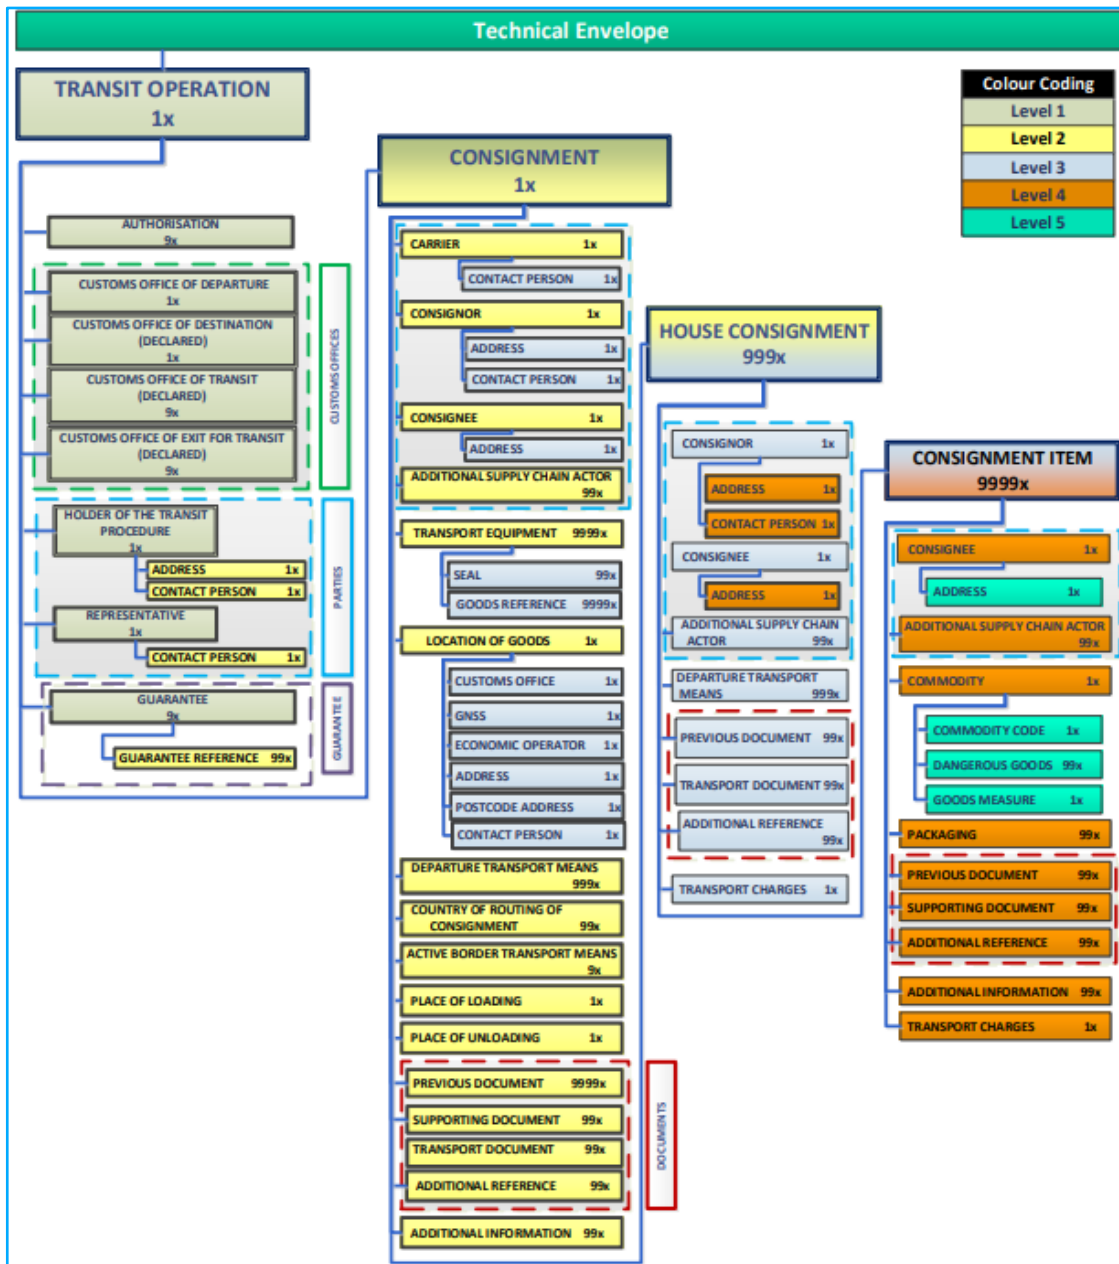 Technical Envelope
TRANSIT OPERATION
1x
Colour Coding
Level 1
Level 2
Level 3
Level 4
Level 5
AUTHORISATION
9x
CUSTOMS OFFICE OF DEPARTURE
1x
CUSTOMS OFFICE OF DESTINATION
(DECLARED)
1x
CUSTOMS OFFICE OF TRANSIT
(DECLARED)
9x
CUSTOMS OFFICE OF EXIT FOR TRANSIT
(DECLARED)
9x
CUSTOMS OFFICES
HOLDER OF THE TRANSIT
PROCEDURE
1x
ADDRESS 1x
CONTACT PERSON 1x
REPRESENTATIVE
1x
CONTACT PERSON 1x
PARTIES
GUARANTEE
9x
GUARANTEE REFERENCE 99x
GUARANTEE
CONSIGNMENT
1x
CARRIER 1x
CONTACT PERSON 1x
CONSIGNOR 1x
ADDRESS 1x
CONTACT PERSON 1x
CONSIGNEE 1x
ADDRESS 1x
ADDITIONAL SUPPLY CHAIN ACTOR
99x
TRANSPORT EQUIPMENT 9999x
SEAL 99x
GOODS REFERENCE 9999x
LOCATION OF GOODS 1x
CUSTOMS OFFICE 1x
GNSS 1x
ECONOMIC OPERATOR 1x
ADDRESS 1x
POSTCODE ADDRESS 1x
CONTACT PERSON 1x
DEPARTURE TRANSPORT MEANS
999x
COUNTRY OF ROUTING OF
CONSIGNMENT 99x
ACTIVE BORDER TRANSPORT MEANS
9x
PLACE OF LOADING 1x
PLACE OF UNLOADING 1x
PREVIOUS DOCUMENT 9999x
SUPPORTING DOCUMENT 99x
TRANSPORT DOCUMENT 99x
ADDITIONAL REFERENCE 99x
DOCUMENTS
ADDITIONAL INFORMATION 99x
HOUSE CONSIGNMENT
999x
CONSIGNOR 1x
ADDRESS 1x
CONTACT PERSON 1x
CONSIGNEE 1x
ADDRESS 1x
ADDITIONAL SUPPLY CHAIN
ACTOR 99x
DEPARTURE TRANSPORT
MEANS 999x
PREVIOUS DOCUMENT 99x
TRANSPORT DOCUMENT 99x
ADDITIONAL REFERENCE
99x
TRANSPORT CHARGES 1x
CONSIGNMENT ITEM
9999x
CONSIGNEE 1x
ADDRESS 1x
ADDITIONAL SUPPLY CHAIN ACTOR
99x
COMMODITY 1x
COMMODITY CODE 1x
DANGEROUS GOODS 99x
GOODS MEASURE 1x
PACKAGING 99x
PREVIOUS DOCUMENT 99x
SUPPORTING DOCUMENT 99x
ADDITIONAL REFERENCE 99x
ADDITIONAL INFORMATION 99x
TRANSPORT CHARGES 1x